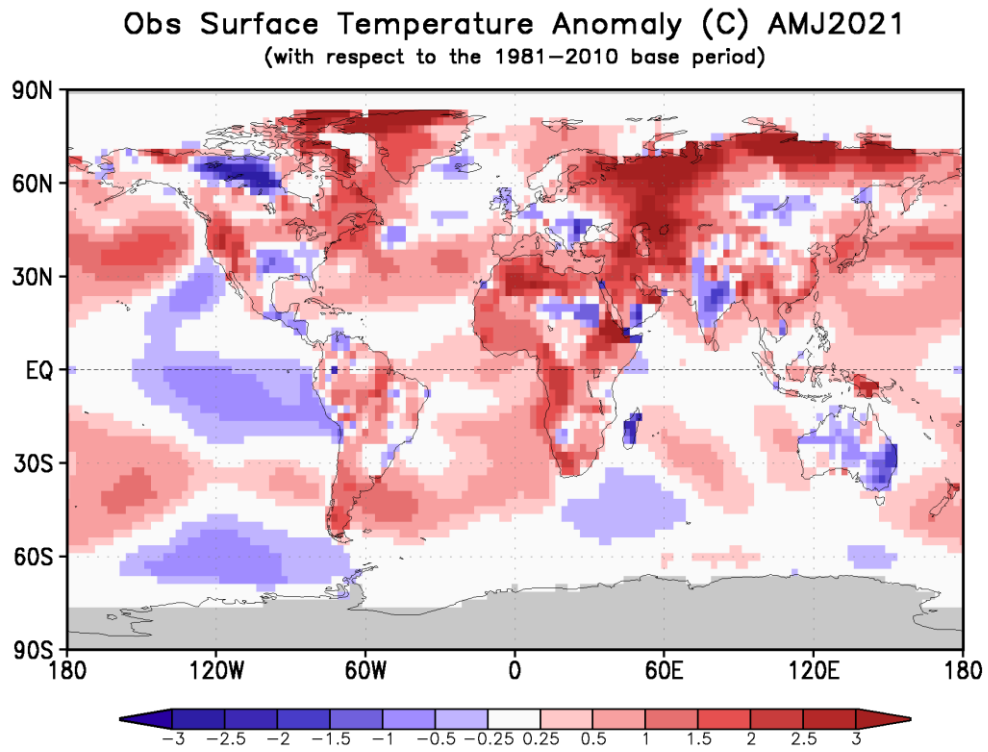 Obs Surface Temperature Anomaly (C) AMJ2021
(with respect to the 1981−2010 base period)
90N
60N
30N
EQ
30S
60S
90S
180 120W 60W 0 60E 120E 180
−3 −2.5 −2 −1.5 −1 −0.5 −0.25 0.25 0.5 1 1.5 2 2.5 3